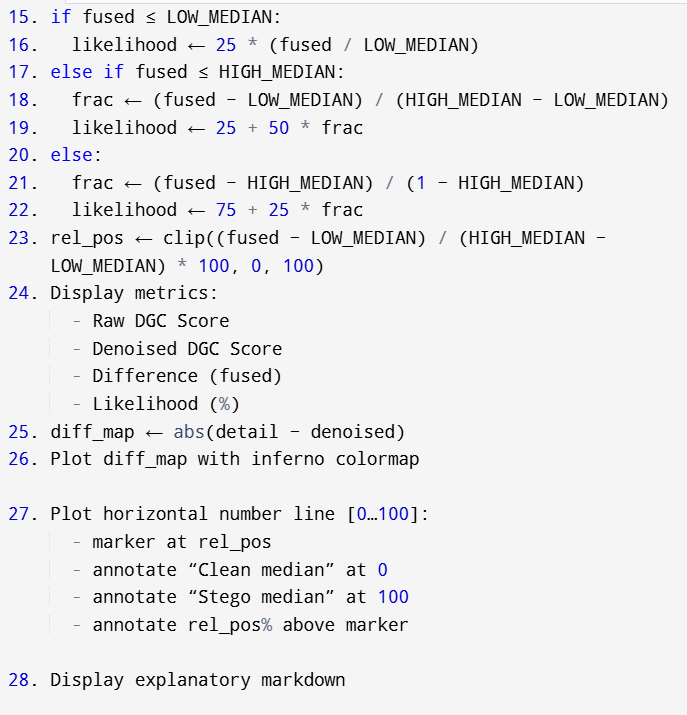 15. if fused ≤ LOW_MEDIAN:
16. likelihood ← 25 * (fused / LOW_MEDIAN)
17. else if fused ≤ HIGH_MEDIAN:
18. frac ← (fused − LOW_MEDIAN) / (HIGH_MEDIAN − LOW_MEDIAN)
19. likelihood ← 25 + 50 * frac
20. else:
21. frac ← (fused − HIGH_MEDIAN) / (1 − HIGH_MEDIAN)
22. likelihood ← 75 + 25 * frac
23. rel_pos ← clip((fused − LOW_MEDIAN) / (HIGH_MEDIAN −
LOW_MEDIAN) * 100, 0, 100)
24. Display metrics:
- Raw DGC Score
- Denoised DGC Score
- Difference (fused)
- Likelihood (%)
25. diff_map ← abs(detail − denoised)
26. Plot diff_map with inferno colormap
27. Plot horizontal number line [0…100]:
- marker at rel_pos
- annotate “Clean median” at 0
- annotate “Stego median” at 100
- annotate rel_pos% above marker
28. Display explanatory markdown